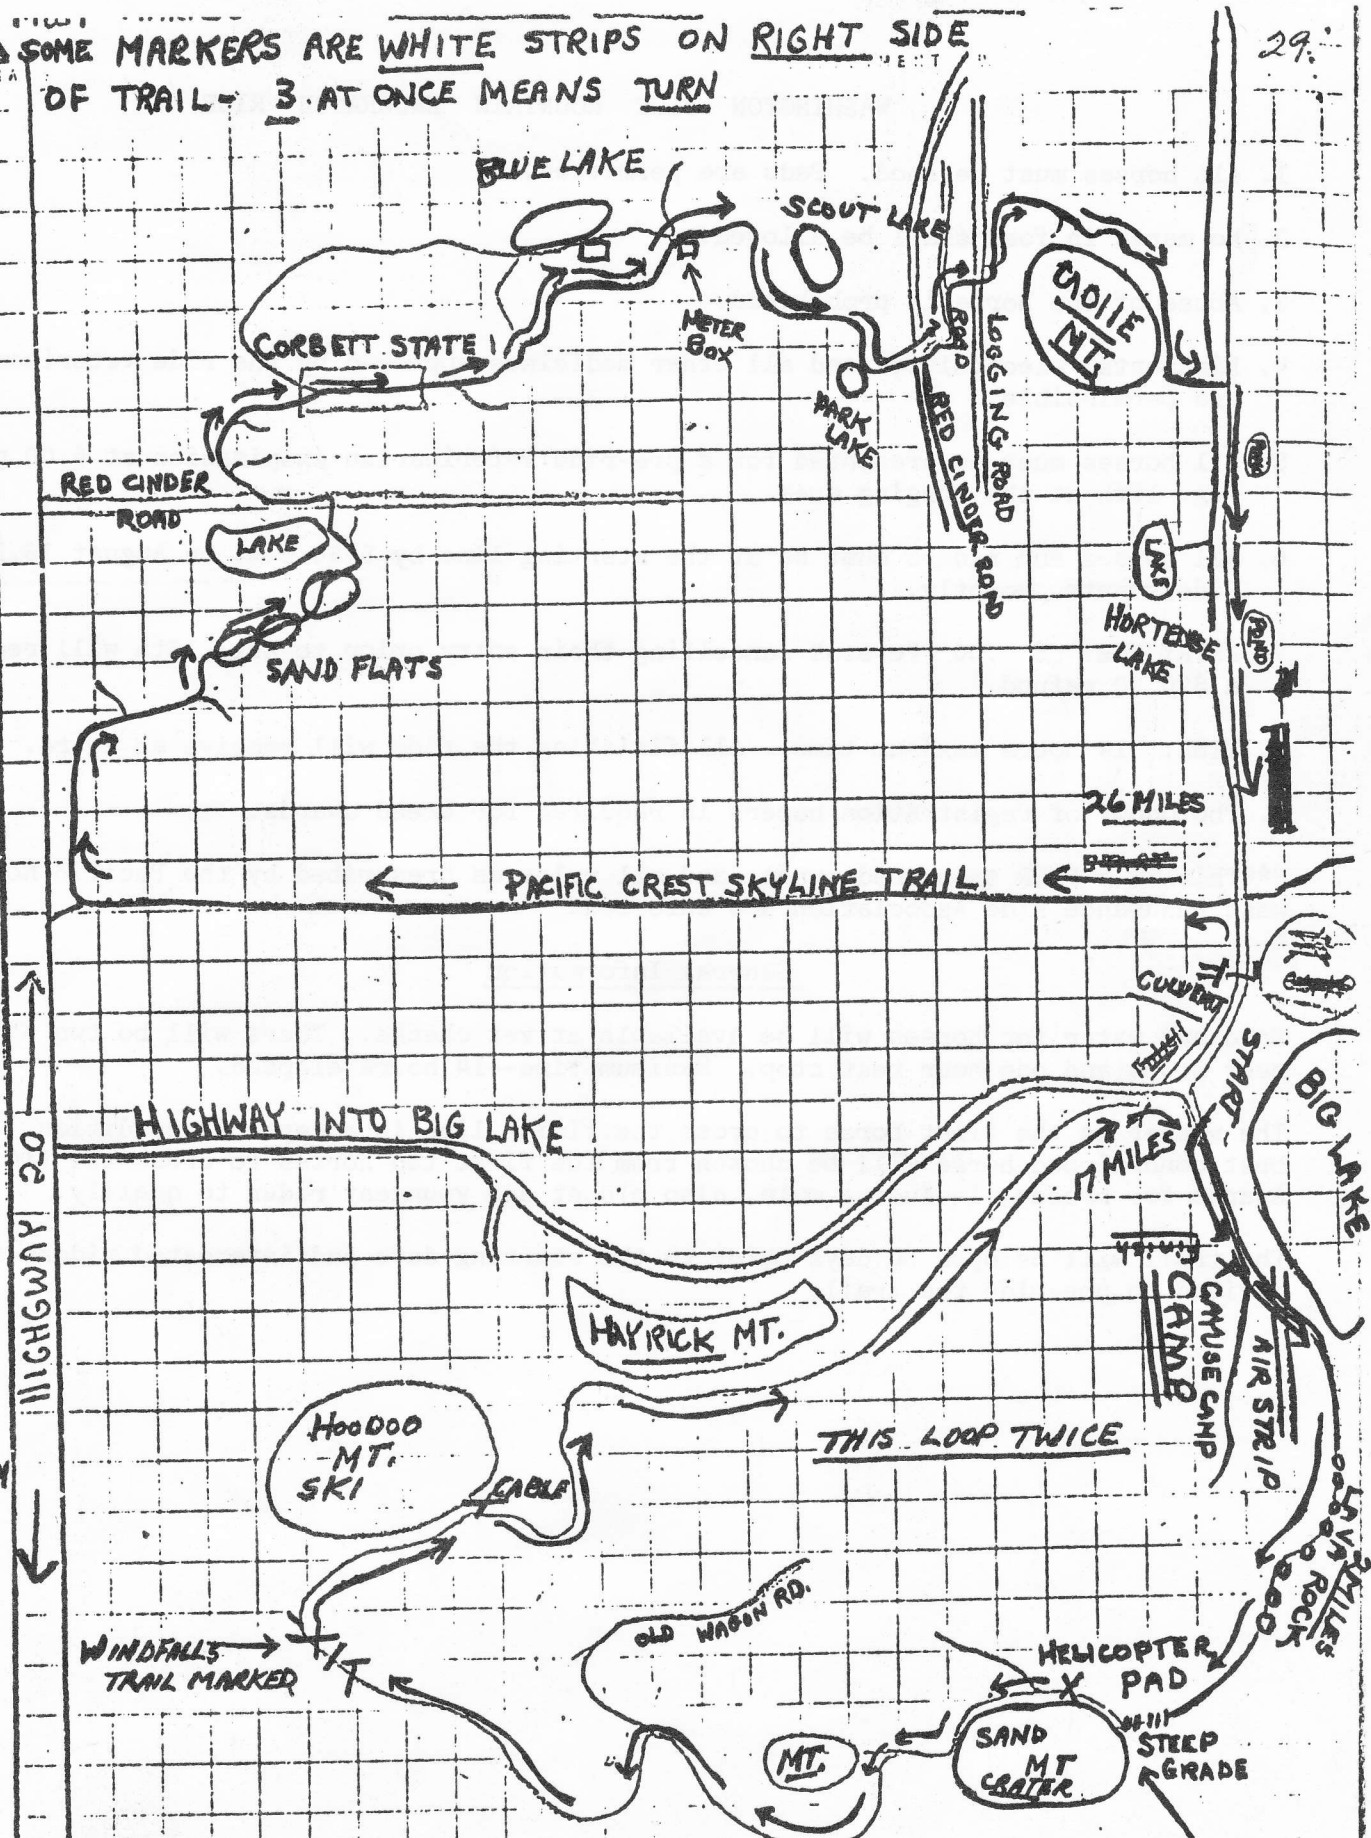 SOME MARKERS ARE WHITE STRIPS ON RIGHT SIDE
OF TRAIL - 3 AT ONCE MEANS TURN
29.
BLUE LAKE
SCOUT LAKE
METER
BOX
CORBETT STATE
PARK
LAKE
ROAD
RED CINDER ROAD
LOGGING ROAD
MT.
RED CINDER
ROAD
LAKE
SAND FLATS
LAKE
HORTENSE
LAKE
POND
26 MILES
PACIFIC CREST SKYLINE TRAIL
CULVERT
START
BIG LAKE
HIGHWAY INTO BIG LAKE
HIGHWAY 20
17 MILES
Finish
CAMP
CAYUSE CAMP
AIR STRIP
HAYRICK MT.
HOODOO
MT.
SKI
CABLE
THIS LOOP TWICE
LAVA ROCK
MILES
OLD WAGON RD.
WINDFALLS
TRAIL MARKED
HELICOPTER
PAD
STEEP
GRADE
SAND
MT
CRATER
MT.